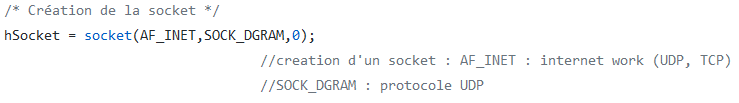 /* Création de la socket */
hSocket = socket(AF_INET,SOCK_DGRAM,0);
//creation d'un socket : AF_INET : internet work (UDP, TCP)
//SOCK_DGRAM : protocole UDP